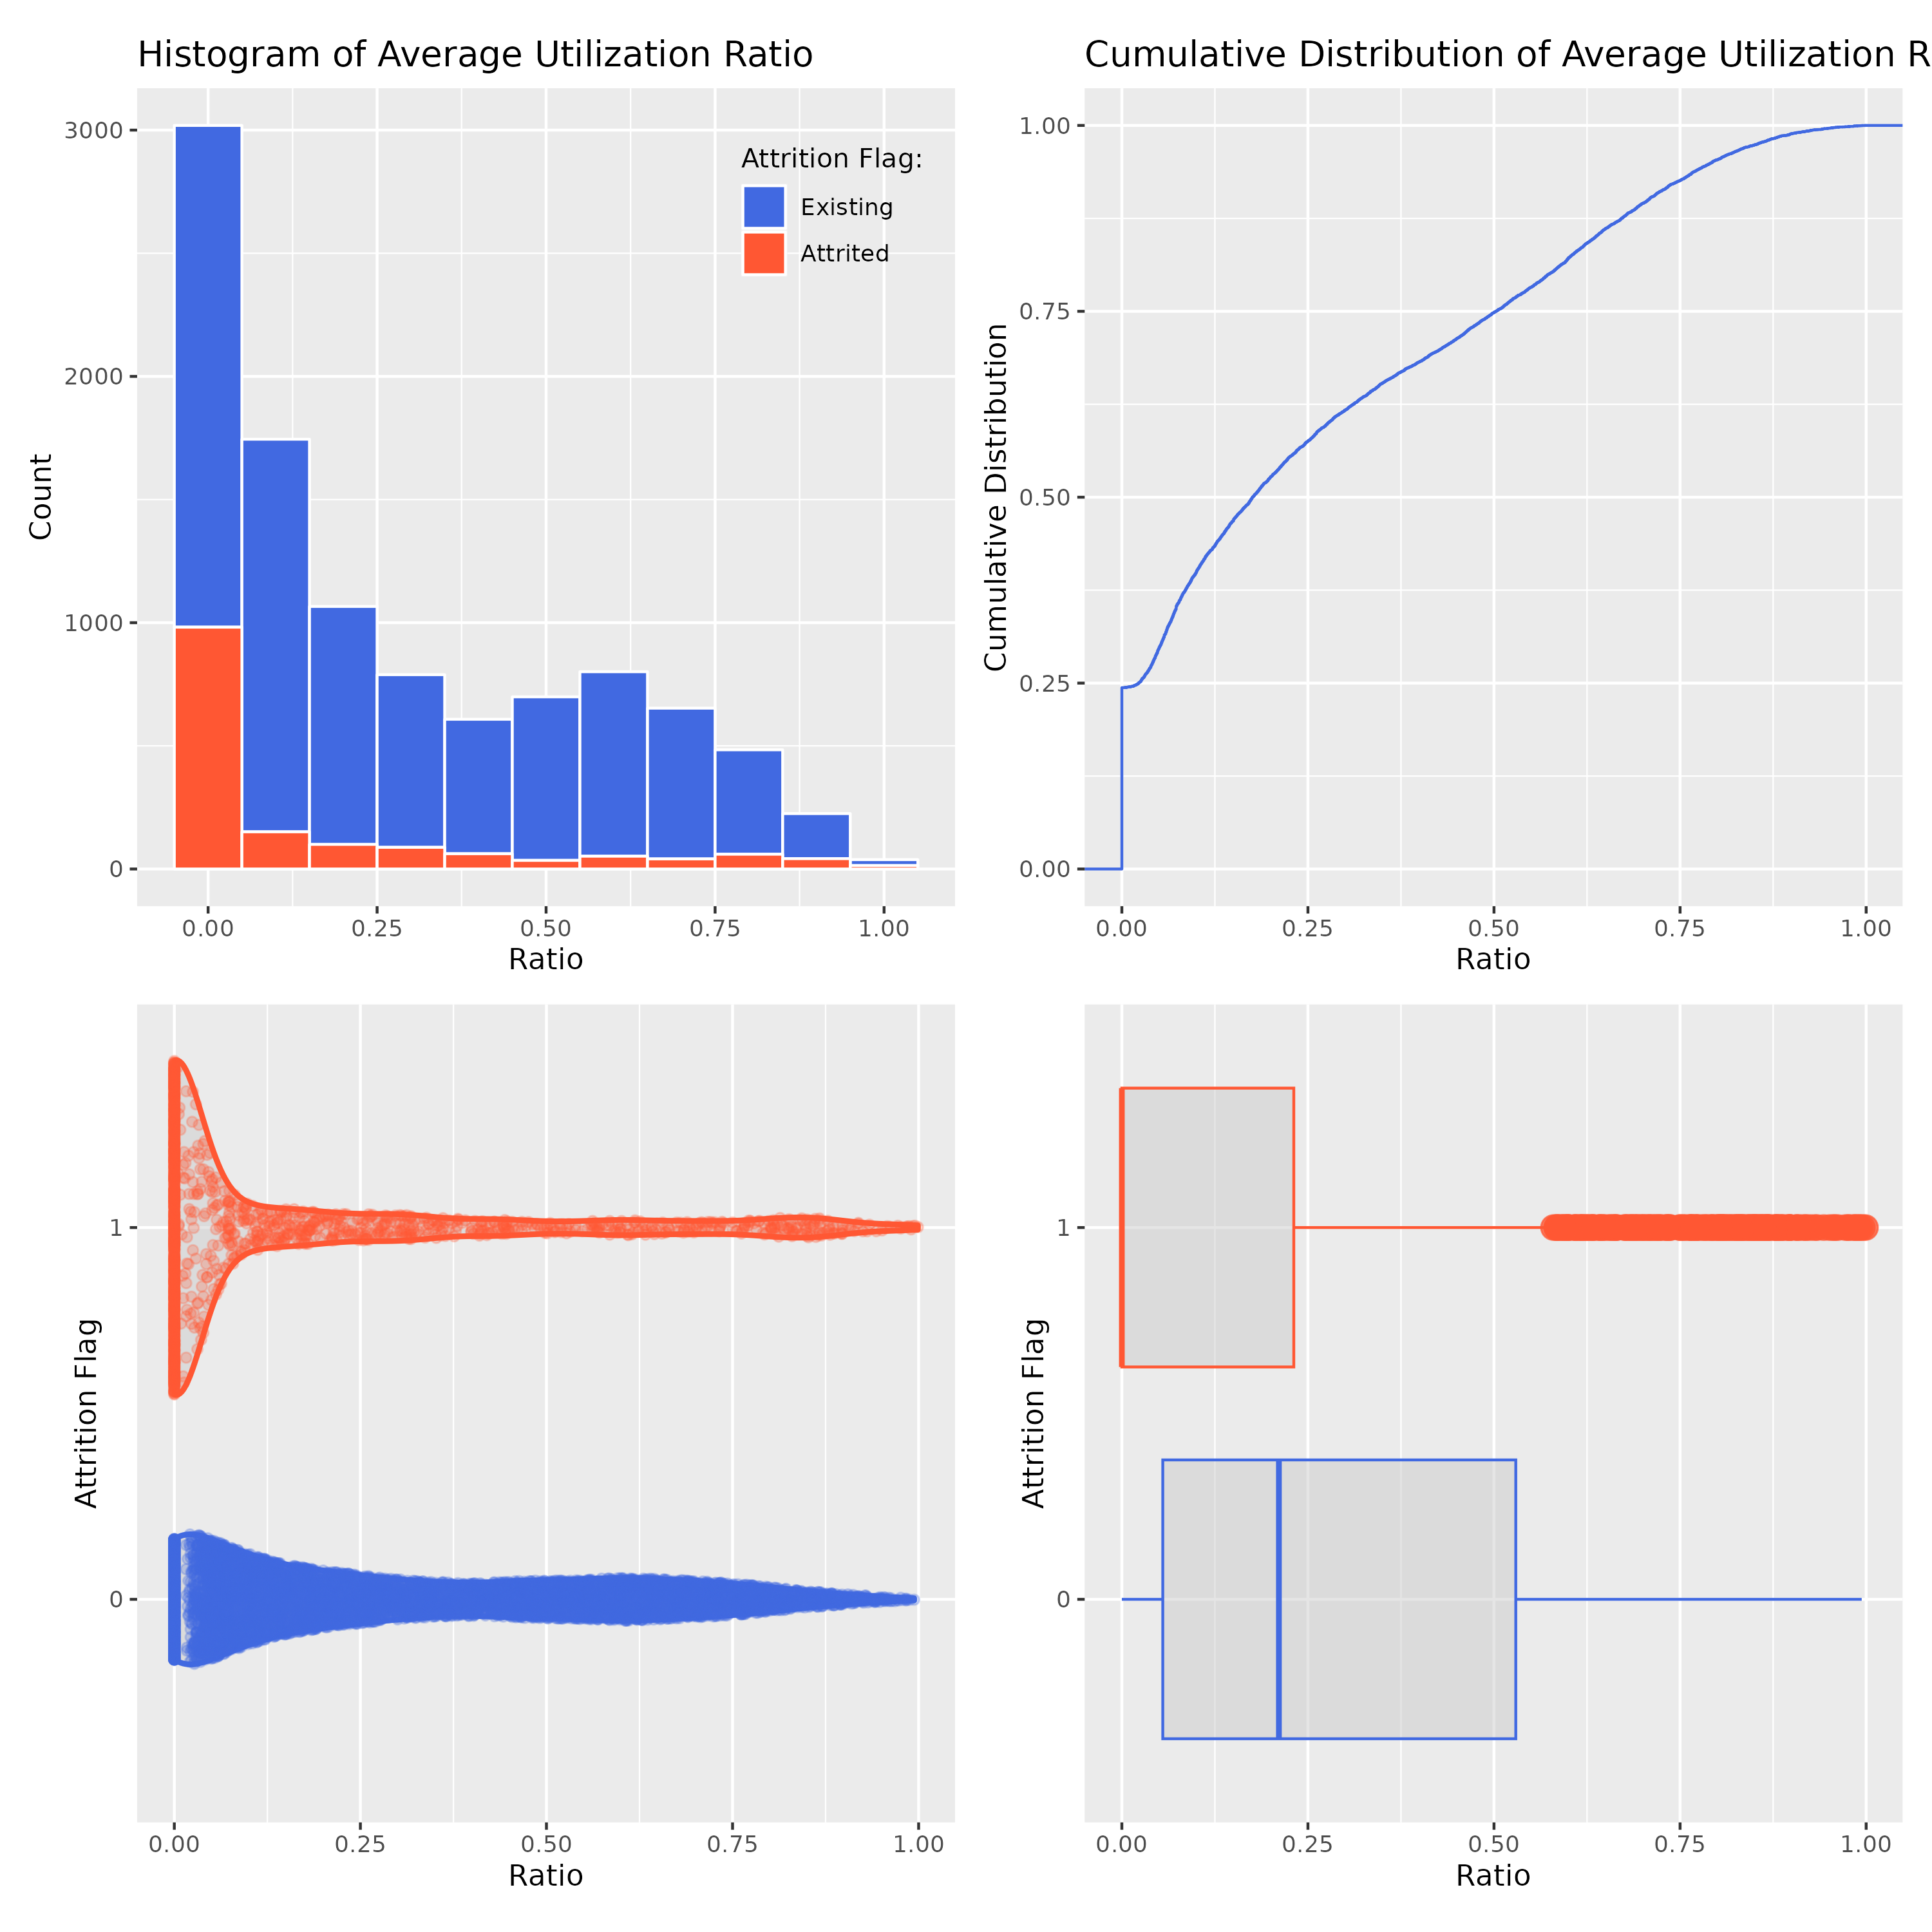 Histogram of Average Utilization Ratio
Count
3000
2000
1000
0
Attrition Flag:
Existing
Attrited
0.00 0.25 0.50 0.75 1.00
Ratio
Cumulative Distribution of Average Utilization R
Cumulative Distribution
1.00
0.75
0.50
0.25
0.00
0.00 0.25 0.50 0.75 1.00
Ratio
Attrition Flag
1
0
0.00 0.25 0.50 0.75 1.00
Ratio
Attrition Flag
1
0
0.00 0.25 0.50 0.75 1.00
Ratio